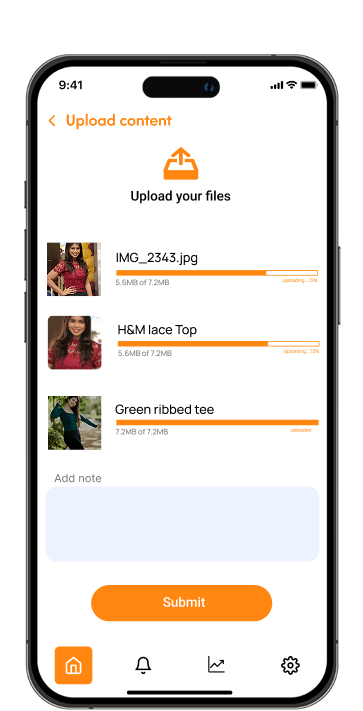 9:41
Upload content
Upload your files
IMG_2343.jpg
5.6MB of 7.2MB
Uploading...72%
H&M lace Top
5.6MB of 7.2MB
Uploading...72%
Green ribbed tee
7.2MB of 7.2MB
uploaded
Add note
Submit